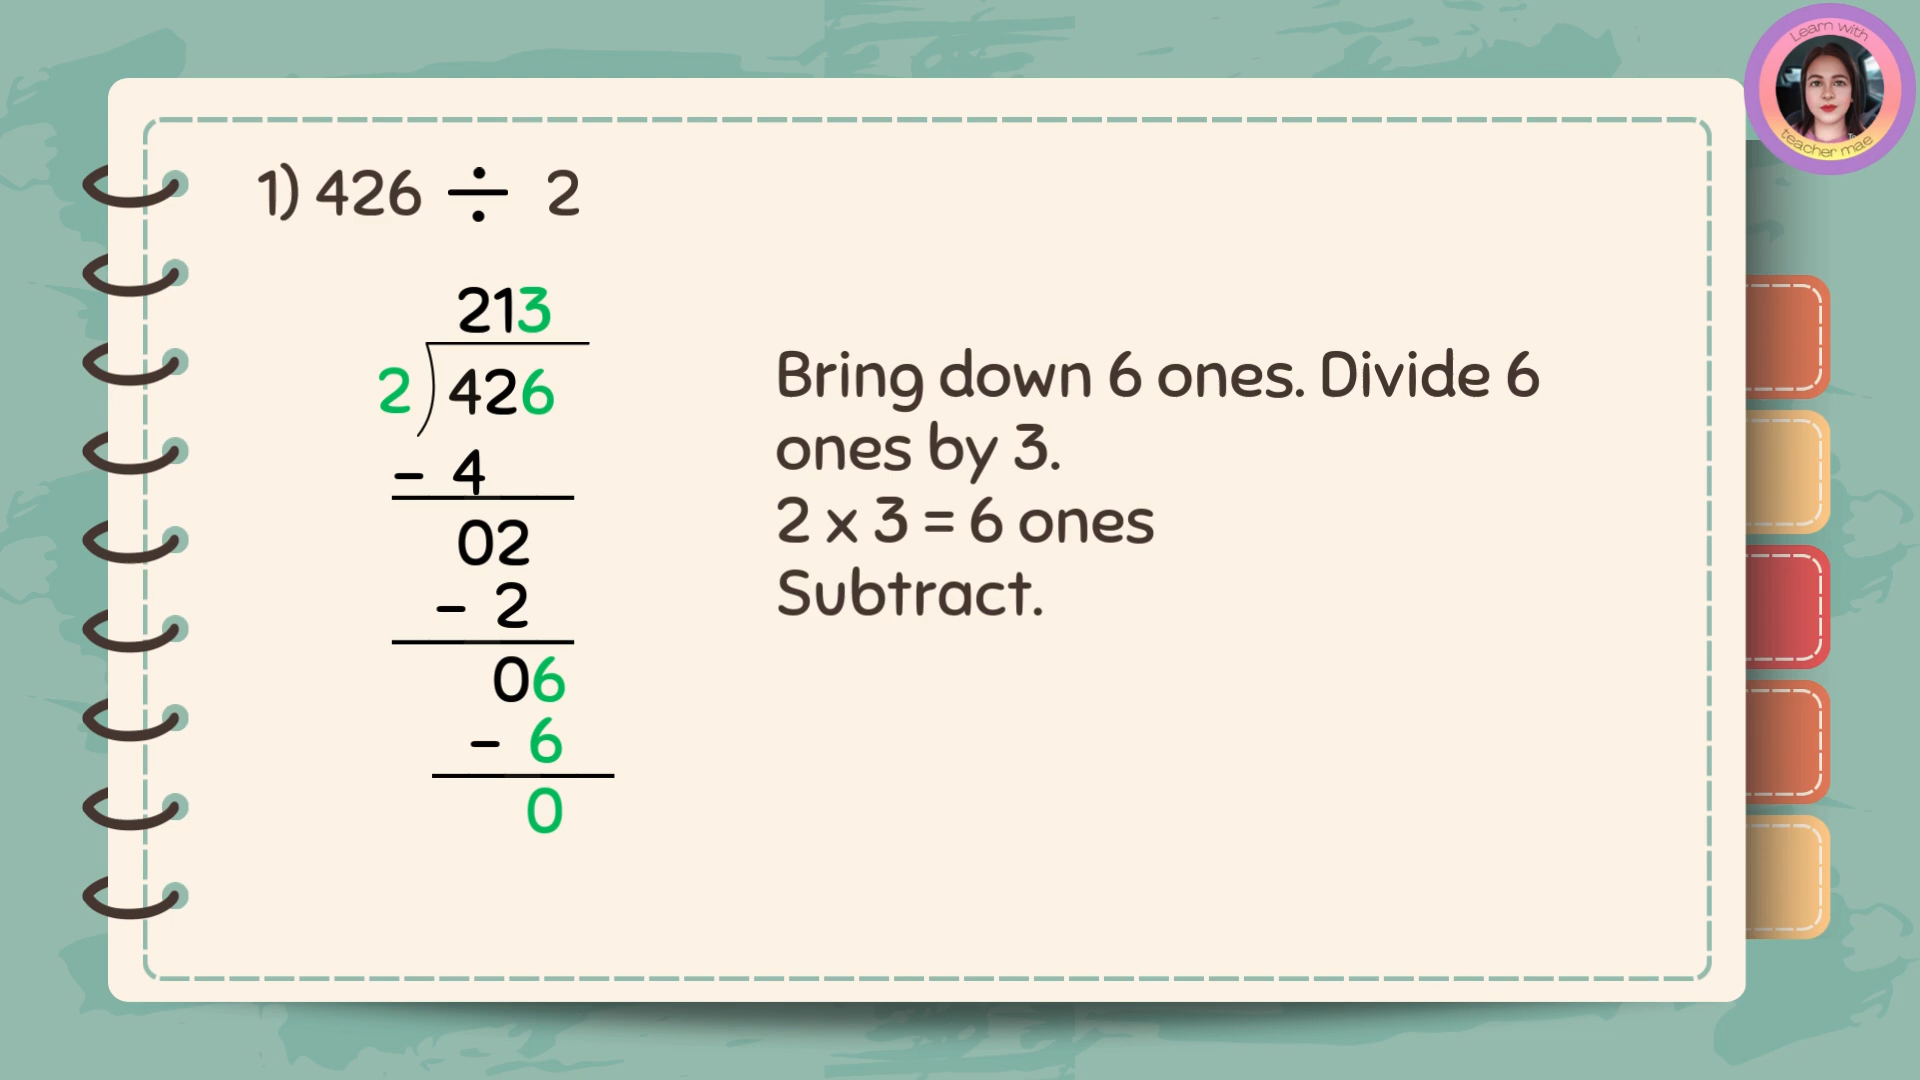 Learn with
teacher mae
1) 426 ÷ 2
213
2 426
- 4
02
- 2
06
- 6
0
Bring down 6 ones. Divide 6
ones by 3.
2 x 3 = 6 ones
Subtract.